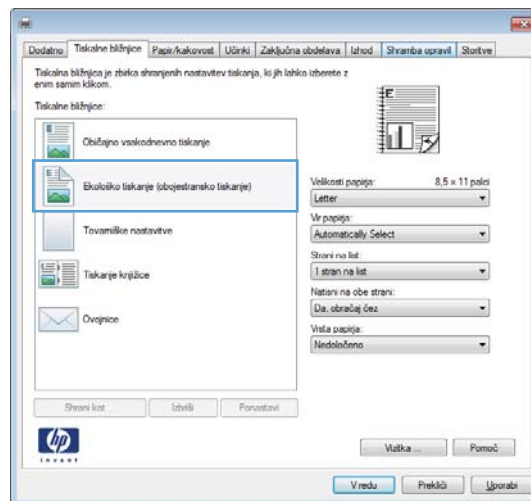 Dodatno Tiskalne bližnjice Papir/kakovost Učinki Zaključna obdelava Izhod Shramba opravil Storitve
Tiskalna bližnjica je zbirka shranjenih nastavitev tiskanja, ki jih lahko izberete z
enim samim klikom.
Tiskalne bližnjice:
Običajno vsakodnevno tiskanje
Ekološko tiskanje (obojestransko tiskanje)
Tovarniške nastavitve
Tiskanje knjižice
Ovojnice
Shrani kot ...
Izbriši
Ponastavi
E
Velikosti papirja: 8,5 × 11 palci
Letter
Vir papirja:
Automatically Select
Strani na list:
1 stran na list
Natisni na obe strani:
Da, obračaj čez
Vrsta papirja:
Nedoločeno
hp
invent
Vizitka ...
Pomoč
V redu
Prekliči
Uporabi